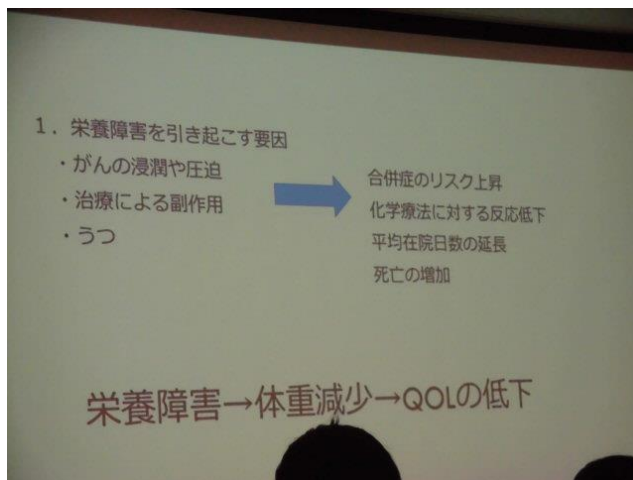 1. 栄養障害を引き起こす要因
・がんの浸潤や圧迫
・治療による副作用
・うつ
合併症のリスク上昇
化学療法に対する反応低下
平均在院日数の延長
死亡の増加
栄養障害→体重減少→QOLの低下